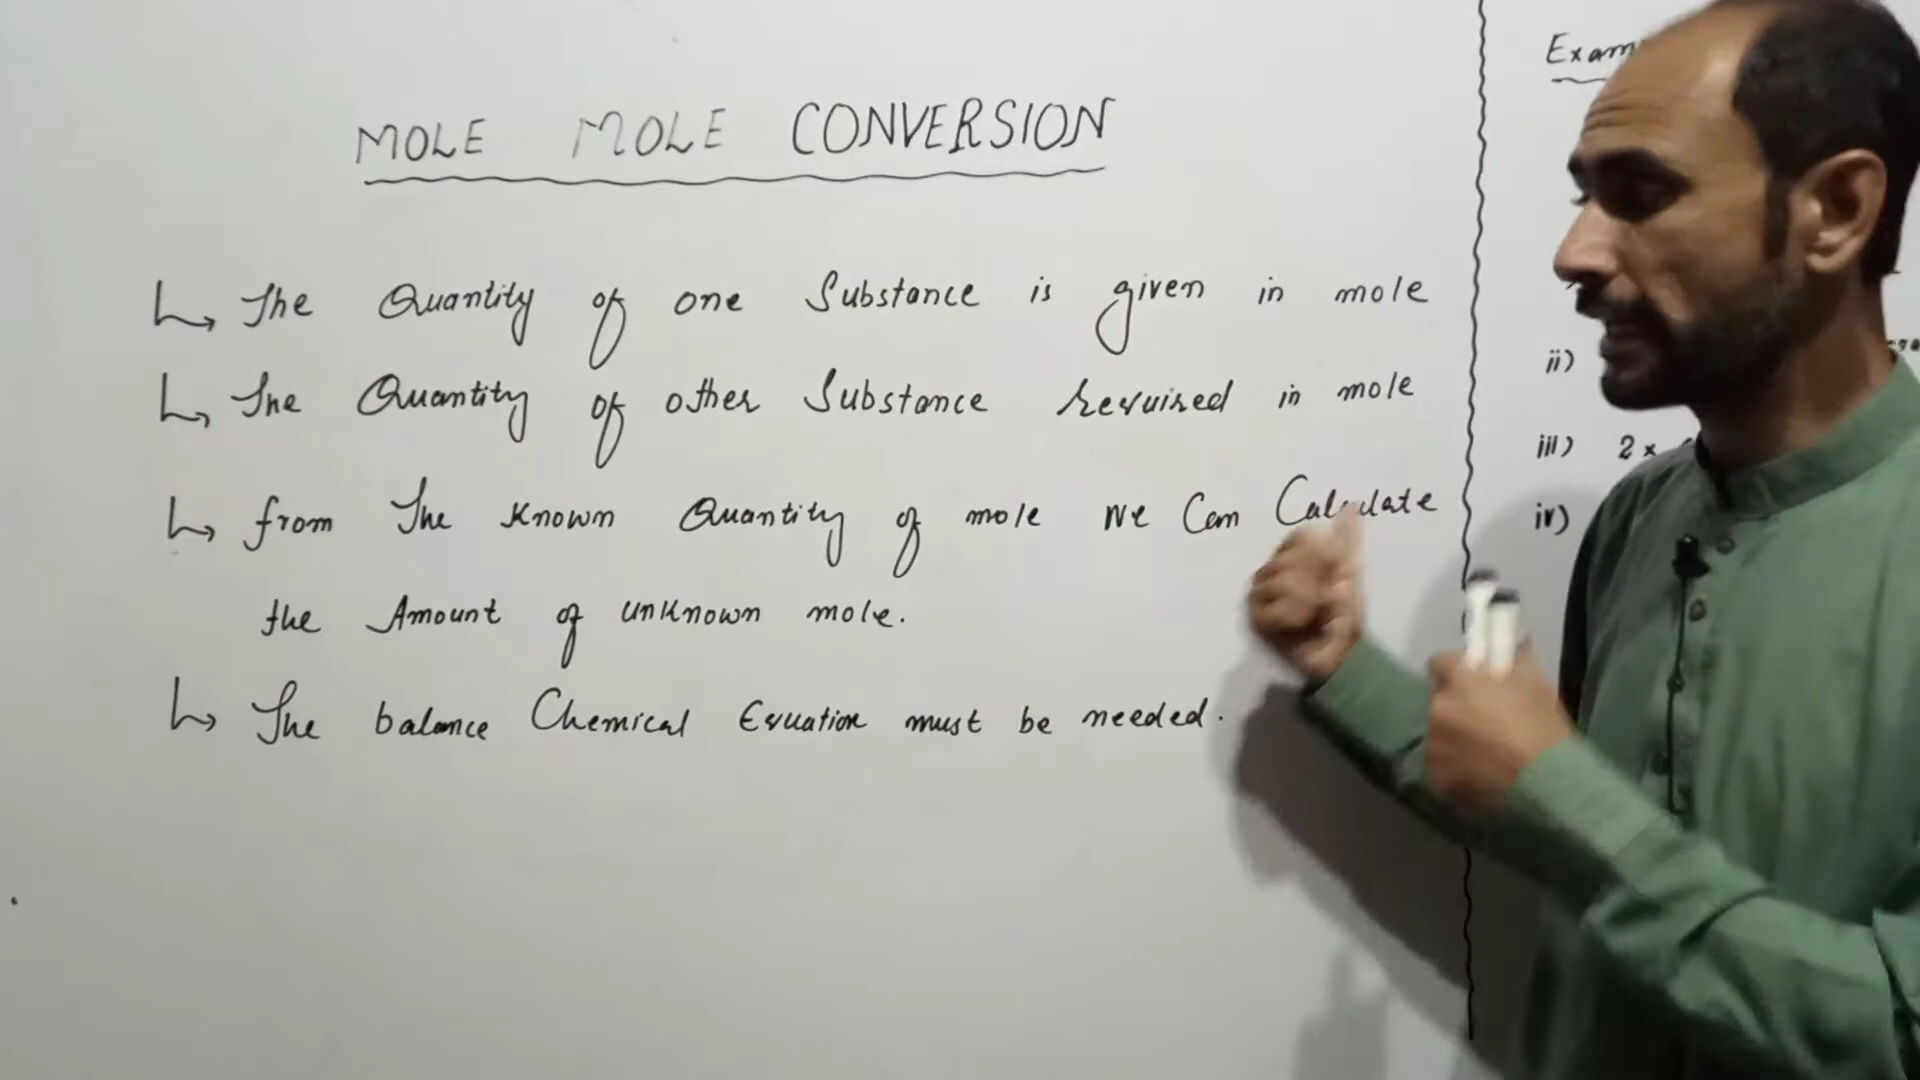 MOLE MOLE CONVERSION
The Quantity of one Substance is given in mole
The Quantity of other Substance required in mole
from The Known Quantity of mole we Can Calculate
the Amount of unknown mole.
The balance Chemical Equation must be needed.
Exam
ii)
iii) 2 x
iv)